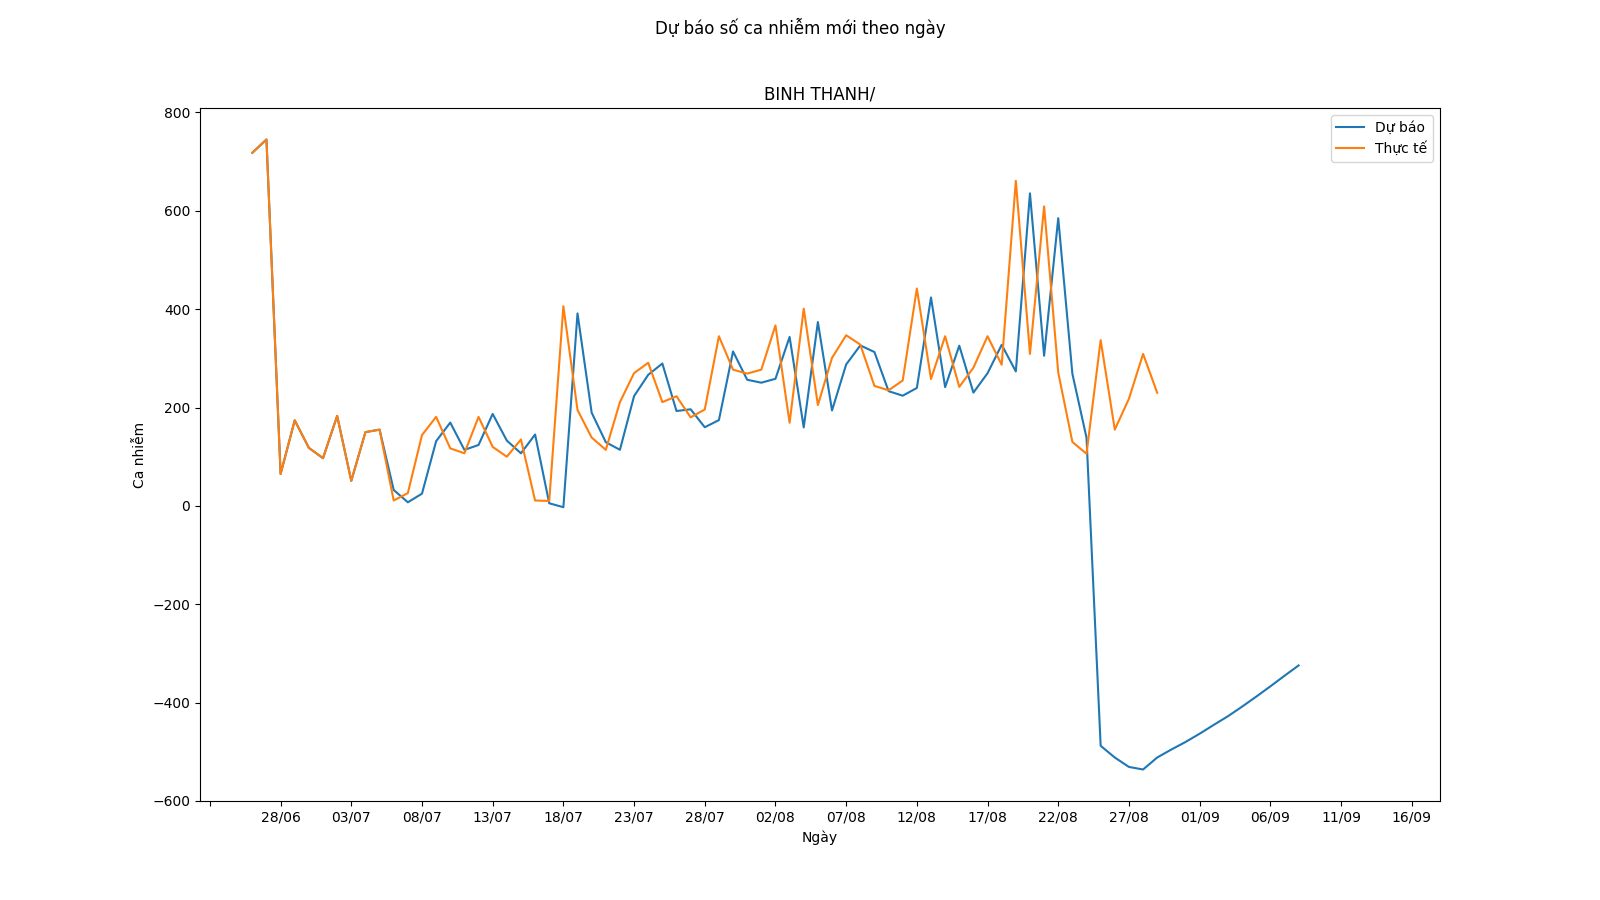 Dự báo số ca nhiễm mới theo ngày
BINH THANH/
Dự báo
Thực tế
800
600
400
200
0
−200
−400
−600
Ca nhiễm
28/06 03/07 08/07 13/07 18/07 23/07 28/07 02/08 07/08 12/08 17/08 22/08 27/08 01/09 06/09 11/09 16/09
Ngày